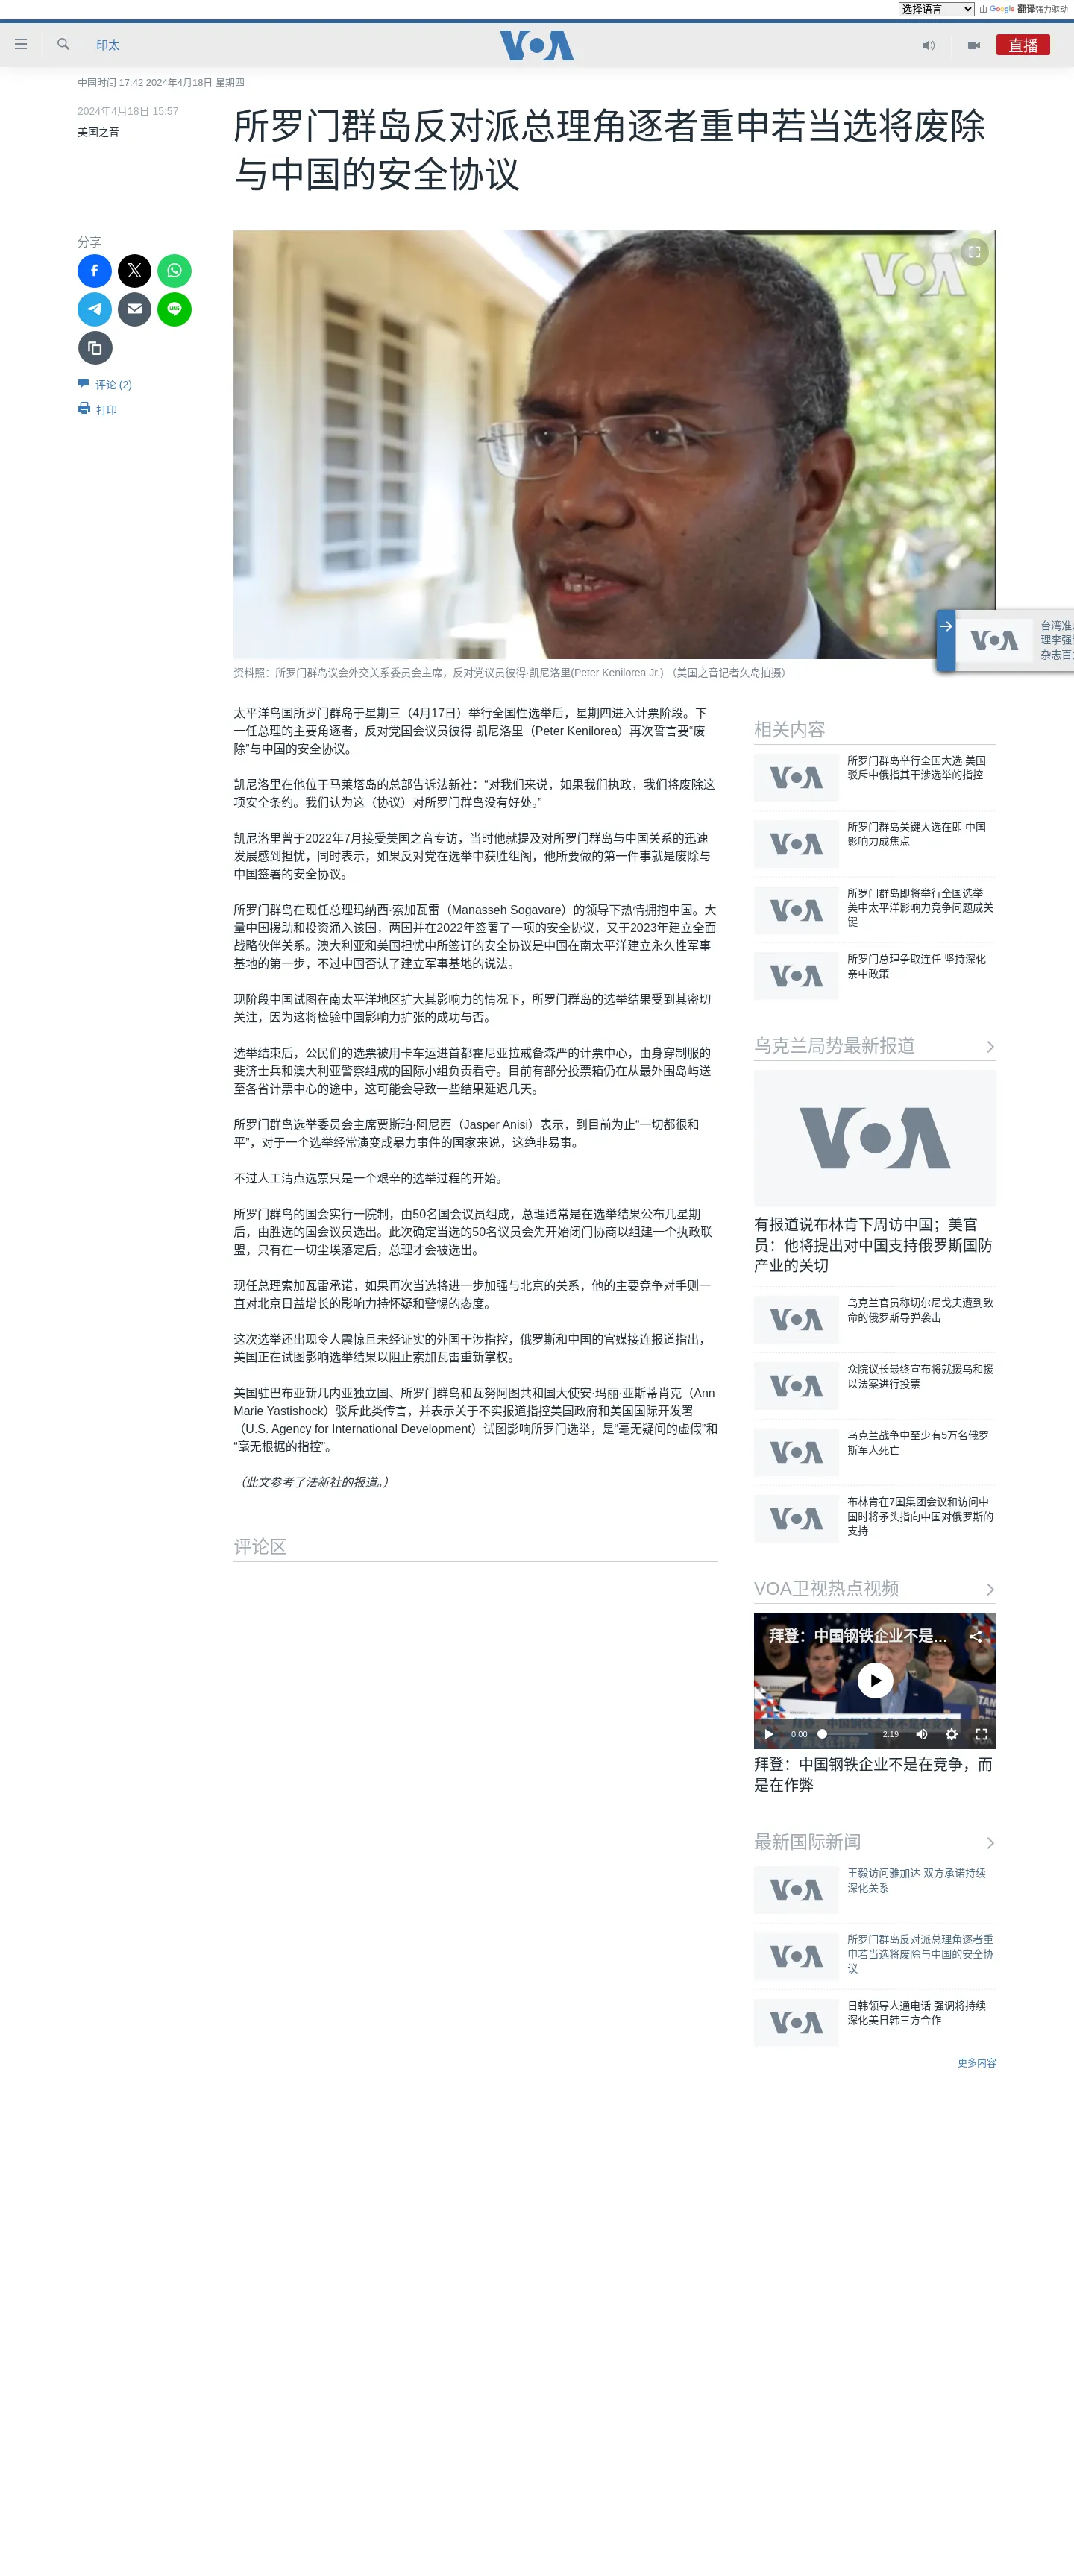 选择语言
由 Google 翻译强力驱动
印太
VOA
直播
中国时间 17:42 2024年4月18日 星期四
2024年4月18日 15:57
美国之音
所罗门群岛反对派总理角逐者重申若当选将废除
与中国的安全协议
分享
评论 (2)
打印
VOA
资料照：所罗门群岛议会外交关系委员会主席，反对党议员彼得·凯尼洛里(Peter Kenilorea Jr.) （美国之音记者久岛拍摄）
VOA
理李强
杂志百
太平洋岛国所罗门群岛于星期三（4月17日）举行全国性选举后，星期四进入计票阶段。下
一任总理的主要角逐者，反对党国会议员彼得·凯尼洛里（Peter Kenilorea）再次誓言要“废
除”与中国的安全协议。
凯尼洛里在他位于马莱塔岛的总部告诉法新社：“对我们来说，如果我们执政，我们将废除这
项安全条约。我们认为这（协议）对所罗门群岛没有好处。”
凯尼洛里曾于2022年7月接受美国之音专访，当时他就提及对所罗门群岛与中国关系的迅速
发展感到担忧，同时表示，如果反对党在选举中获胜组阁，他所要做的第一件事就是废除与
中国签署的安全协议。
所罗门群岛在现任总理玛纳西·索加瓦雷（Manasseh Sogavare）的领导下热情拥抱中国。大
量中国援助和投资涌入该国，两国并在2022年签署了一项的安全协议，又于2023年建立全面
战略伙伴关系。澳大利亚和美国担忧中所签订的安全协议是中国在南太平洋建立永久性军事
基地的第一步，不过中国否认了建立军事基地的说法。
现阶段中国试图在南太平洋地区扩大其影响力的情况下，所罗门群岛的选举结果受到其密切
关注，因为这将检验中国影响力扩张的成功与否。
选举结束后，公民们的选票被用卡车运进首都霍尼亚拉戒备森严的计票中心，由身穿制服的
斐济士兵和澳大利亚警察组成的国际小组负责看守。目前有部分投票箱仍在从最外围岛屿送
至各省计票中心的途中，这可能会导致一些结果延迟几天。
所罗门群岛选举委员会主席贾斯珀·阿尼西（Jasper Anisi）表示，到目前为止“一切都很和
平”，对于一个选举经常演变成暴力事件的国家来说，这绝非易事。
不过人工清点选票只是一个艰辛的选举过程的开始。
所罗门群岛的国会实行一院制，由50名国会议员组成，总理通常是在选举结果公布几星期
后，由胜选的国会议员选出。此次确定当选的50名议员会先开始闭门协商以组建一个执政联
盟，只有在一切尘埃落定后，总理才会被选出。
现任总理索加瓦雷承诺，如果再次当选将进一步加强与北京的关系，他的主要竞争对手则一
直对北京日益增长的影响力持怀疑和警惕的态度。
这次选举还出现令人震惊且未经证实的外国干涉指控，俄罗斯和中国的官媒接连报道指出，
美国正在试图影响选举结果以阻止索加瓦雷重新掌权。
美国驻巴布亚新几内亚独立国、所罗门群岛和瓦努阿图共和国大使安·玛丽·亚斯蒂肖克（Ann
Marie Yastishock）驳斥此类传言，并表示关于不实报道指控美国政府和美国国际开发署
（U.S. Agency for International Development）试图影响所罗门选举，是“毫无疑问的虚假”和
“毫无根据的指控”。
（此文参考了法新社的报道。）
评论区
相关内容
VOA
所罗门群岛举行全国大选 美国
驳斥中俄指其干涉选举的指控
VOA
所罗门群岛关键大选在即 中国
影响力成焦点
VOA
所罗门群岛即将举行全国选举
美中太平洋影响力竞争问题成关
键
VOA
所罗门总理争取连任 坚持深化
亲中政策
乌克兰局势最新报道
VOA
有报道说布林肯下周访中国；美官
员：他将提出对中国支持俄罗斯国防
产业的关切
VOA
乌克兰官员称切尔尼戈夫遭到致
命的俄罗斯导弹袭击
VOA
众院议长最终宣布将就援乌和援
以法案进行投票
VOA
乌克兰战争中至少有5万名俄罗
斯军人死亡
VOA
布林肯在7国集团会议和访问中
国时将矛头指向中国对俄罗斯的
支持
VOA卫视热点视频
拜登：中国钢铁企业不是...
0:00
2:19
拜登：中国钢铁企业不是在竞争，而
是在作弊
最新国际新闻
VOA
王毅访问雅加达 双方承诺持续
深化关系
VOA
所罗门群岛反对派总理角逐者重
申若当选将废除与中国的安全协
议
VOA
日韩领导人通电话 强调将持续
深化美日韩三方合作
更多内容